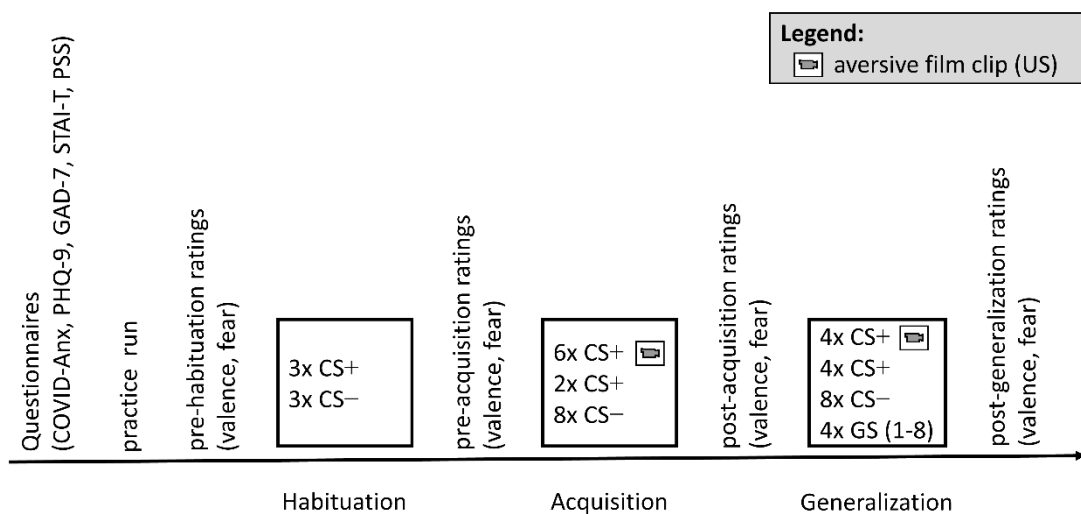 Legend:
aversive film clip (US)
Questionnaires
(COVID-Anx, PHQ-9, GAD-7, STAI-T, PSS)
practice run
pre-habituation ratings
(valence, fear)
3x CS+
3x CS−
pre-acquisition ratings
(valence, fear)
6x CS+
2x CS+
8x CS−
post-acquisition ratings
(valence, fear)
4x CS+
4x CS+
8x CS−
4x GS (1-8)
post-generalization ratings
(valence, fear)
Habituation
Acquisition
Generalization